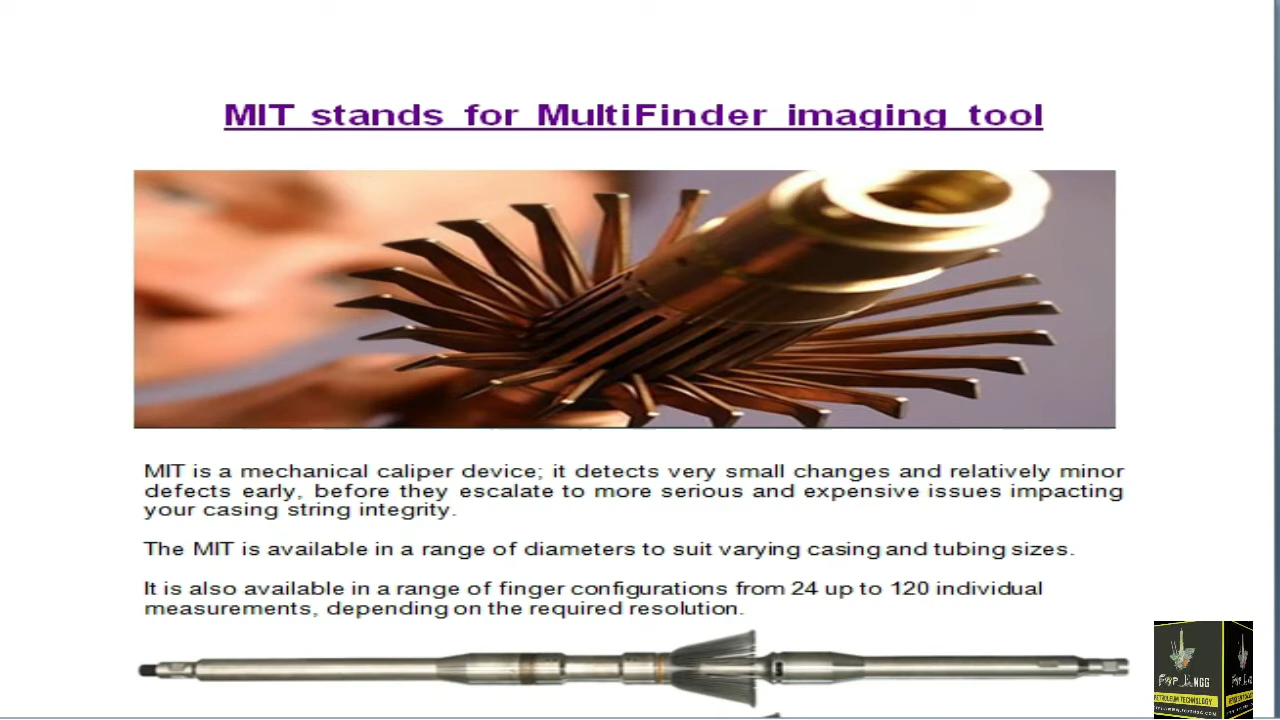 MIT stands for MultiFinder imaging tool
MIT is a mechanical caliper device; it detects very small changes and relatively minor
defects early, before they escalate to more serious and expensive issues impacting
your casing string integrity.
The MIT is available in a range of diameters to suit varying casing and tubing sizes.
It is also available in a range of finger configurations from 24 up to 120 individual
measurements, depending on the required resolution.
PETROLEUM TECHNOLOGY